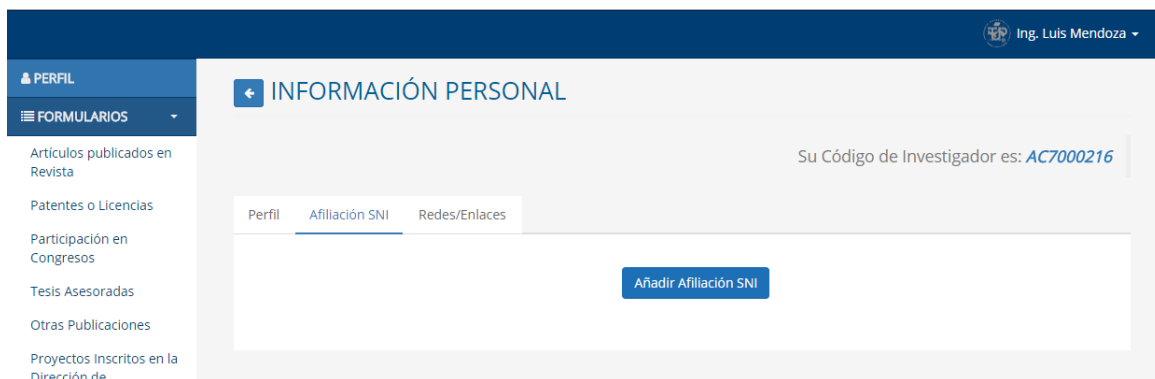 Ing. Luis Mendoza
PERFIL
FORMULARIOS
Artículos publicados en
Revista
Patentes o Licencias
Participación en
Congresos
Tesis Asesoradas
Otras Publicaciones
Proyectos Inscritos en la
Dirección de
INFORMACIÓN PERSONAL
Su Código de Investigador es: AC7000216
Perfil Afiliación SNI Redes/Enlaces
Añadir Afiliación SNI